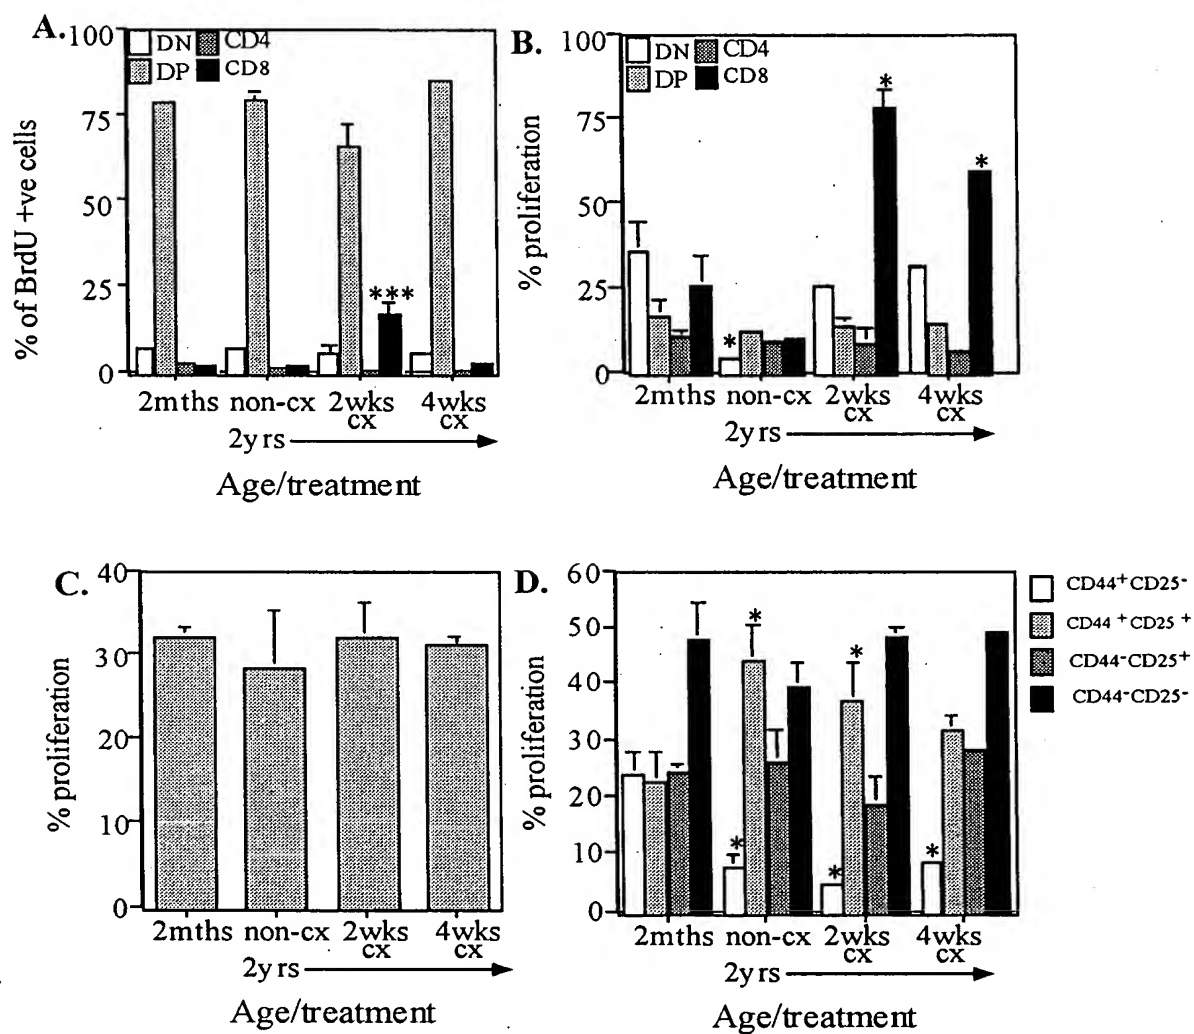 A.
100
75
50
25
0
% of BrdU +ve cells
DN CD4
DP CD8
***
2mths non-cx 2wks 4wks
cx cx
2yrs
Age/treatment
B.
100
75
50
25
0
% proliferation
DN CD4
DP CD8
*
*
*
2mths non-cx 2wks 4wks
cx cx
2yrs
Age/treatment
C.
40
30
20
10
0
% proliferation
2mths non-cx 2wks 4wks
cx cx
2yrs
Age/treatment
D.
60
50
40
30
20
10
0
% proliferation
*
*
*
*
*
2mths non-cx 2wks 4wks
cx cx
2yrs
Age/treatment
CD44+CD25-
CD44+CD25+
CD44-CD25+
CD44-CD25-